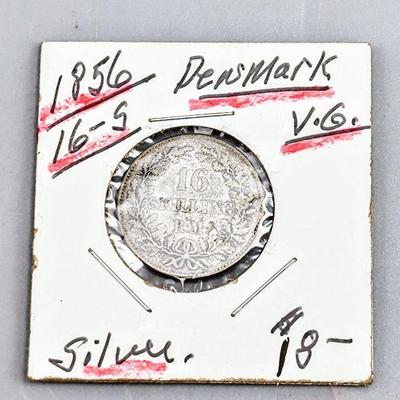 1856 Denmark
16-S V.G.
16
SKILLING
R.M.
Silver. $18-